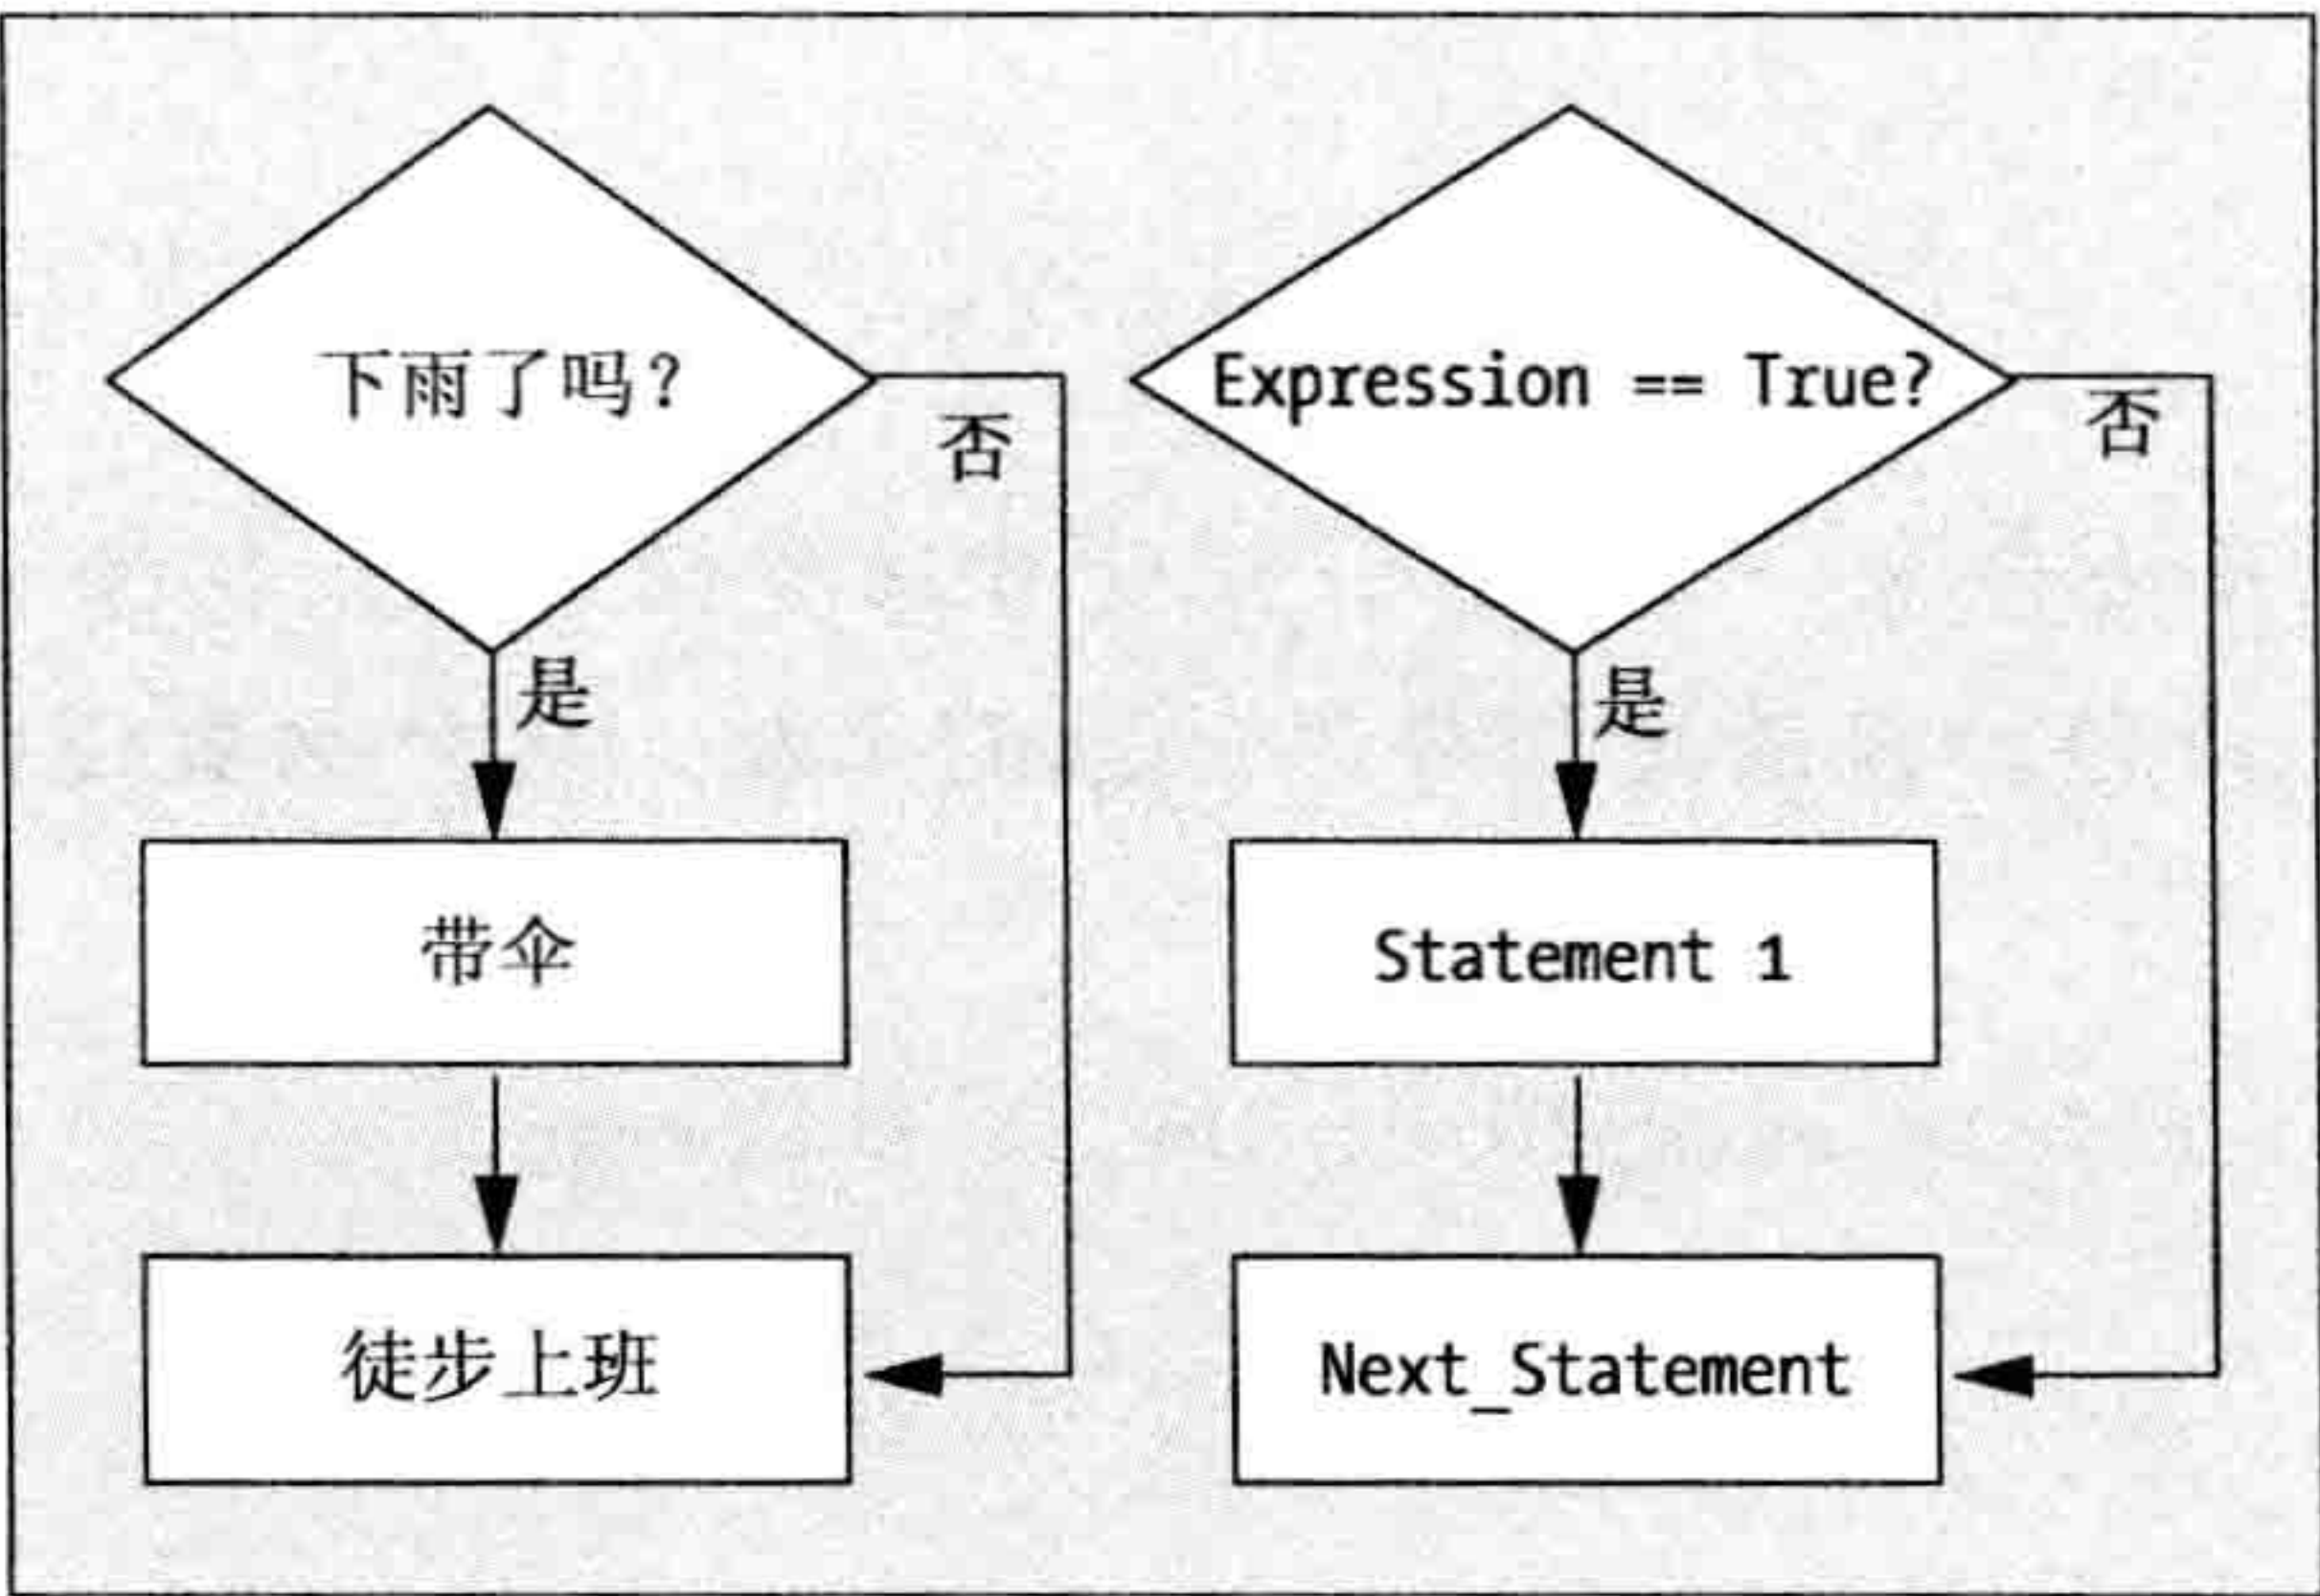 下雨了吗?
否
是
带伞
徒步上班
Expression == True?
否
是
Statement 1
Next_Statement